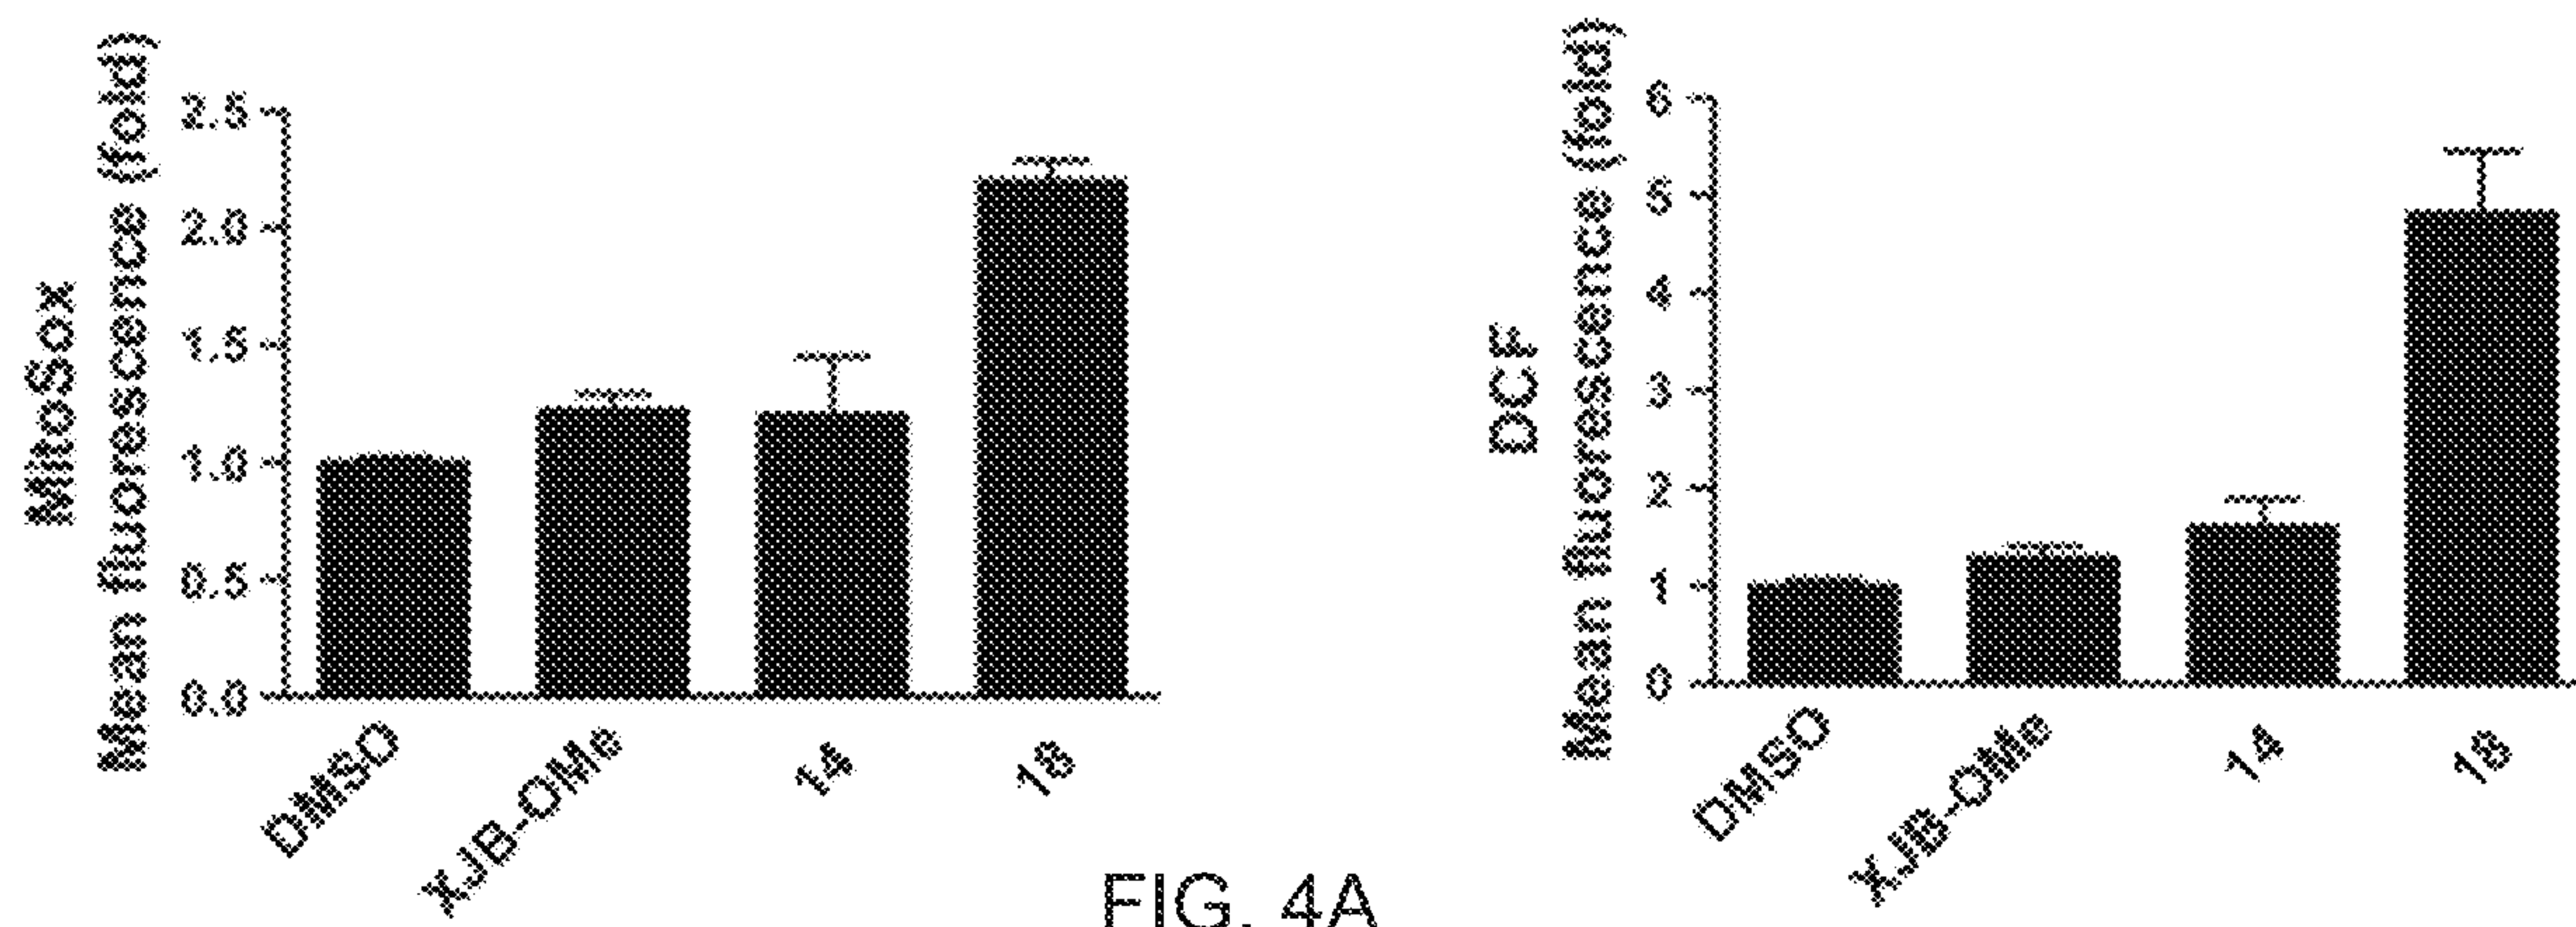 MitoSox
Mean fluorescence (fold)
2.5
2.0
1.5
1.0
0.5
0.0
DMSO
XJB-OMe
14
18
DCF
Mean fluorescence (fold)
6
5
4
3
2
1
0
DMSO
XJB-OMe
14
18
FIG. 4A